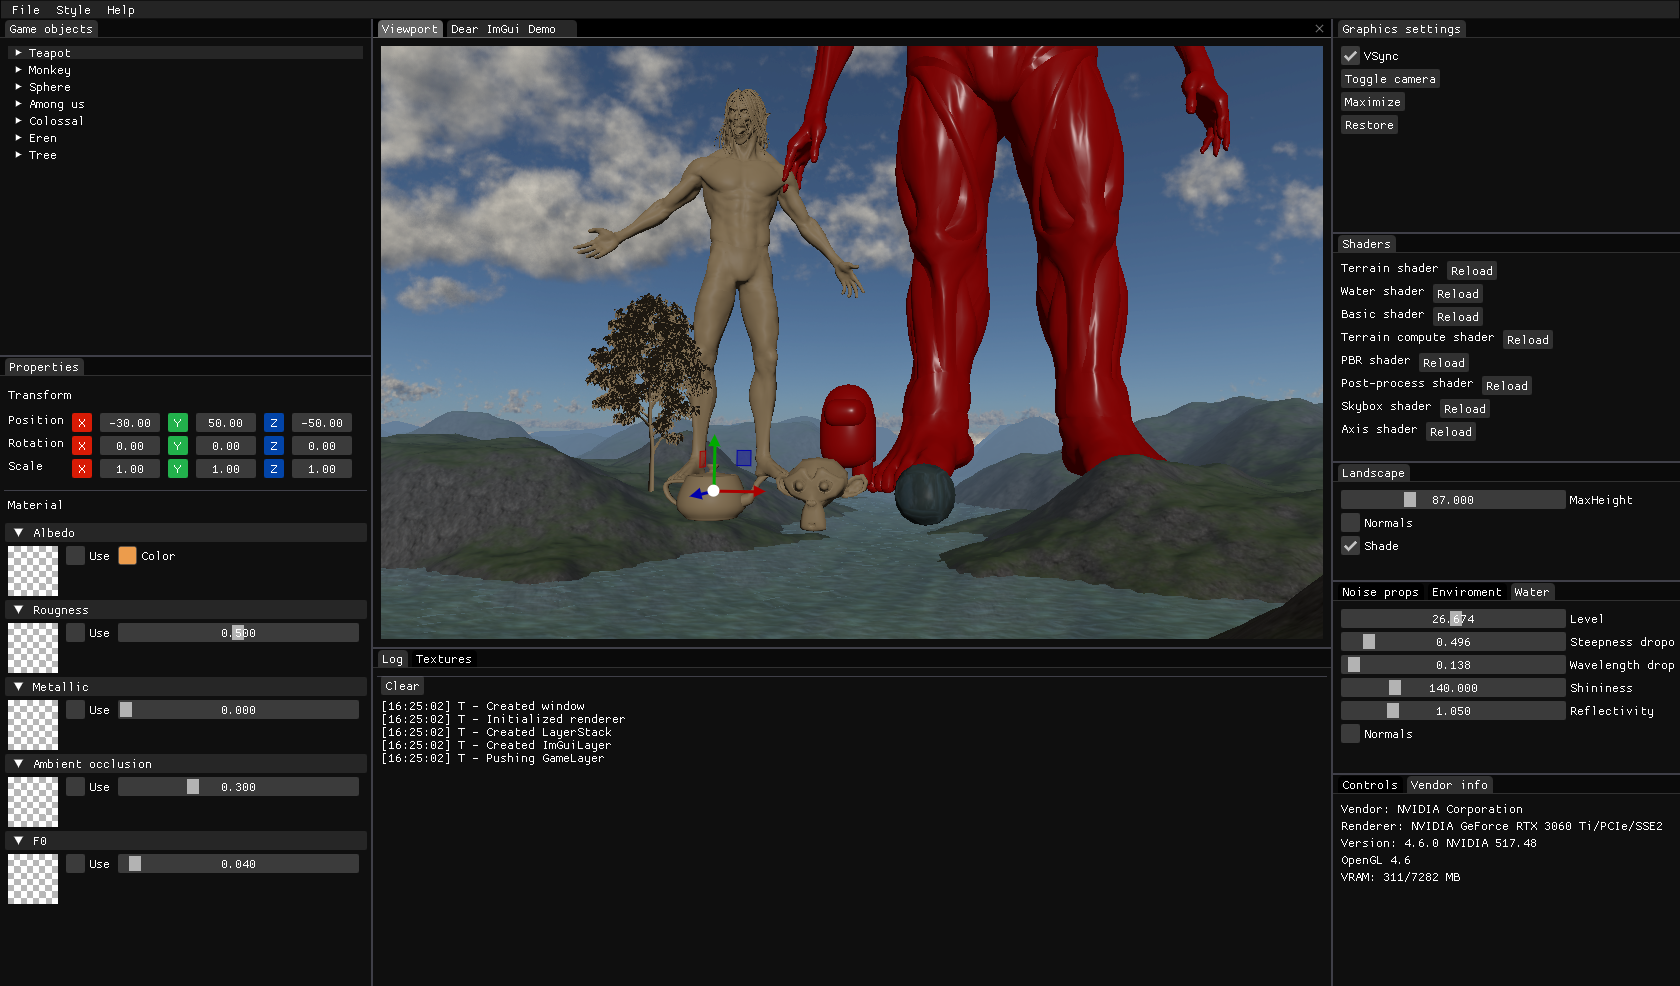 File Style Help
Game objects
Teapot
Monkey
Sphere
Among us
Colossal
Eren
Tree
Properties
Transform
Position X -30.00 Y 50.00 Z -50.00
Rotation X 0.00 Y 0.00 Z 0.00
Scale X 1.00 Y 1.00 Z 1.00
Material
Albedo
Use Color
Rougness
Use 0.500
Metallic
Use 0.000
Ambient occlusion
Use 0.300
F0
Use 0.040
Viewport Dear ImGui Demo
Log Textures
Clear
[16:25:02] T - Created window
[16:25:02] T - Initialized renderer
[16:25:02] T - Created LayerStack
[16:25:02] T - Created ImGuiLayer
[16:25:02] T - Pushing GameLayer
Graphics settings
VSync
Toggle camera
Maximize
Restore
Shaders
Terrain shader Reload
Water shader Reload
Basic shader Reload
Terrain compute shader Reload
PBR shader Reload
Post-process shader Reload
Skybox shader Reload
Axis shader Reload
Landscape
87.000 MaxHeight
Normals
Shade
Noise props Enviroment Water
26.674 Level
0.496 Steepness dropo
0.138 Wavelength drop
140.000 Shininess
1.050 Reflectivity
Normals
Controls Vendor info
Vendor: NVIDIA Corporation
Renderer: NVIDIA GeForce RTX 3060 Ti/PCIe/SSE2
Version: 4.6.0 NVIDIA 517.48
OpenGL 4.6
VRAM: 311/7282 MB